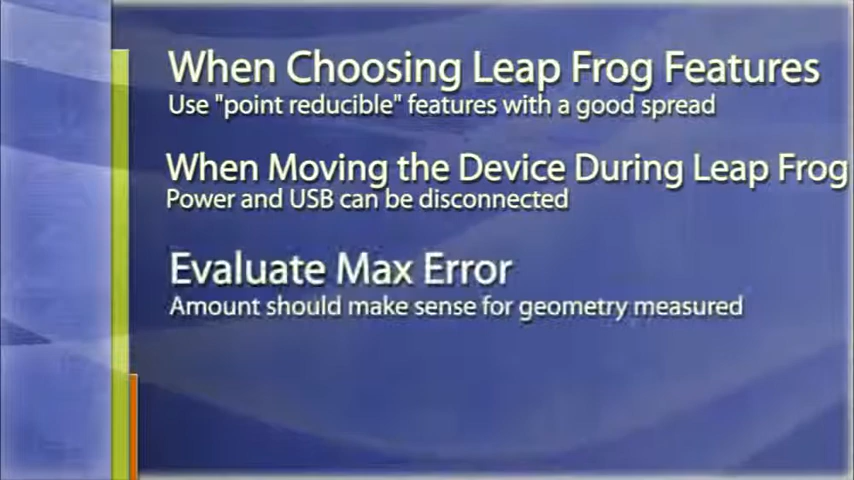 When Choosing Leap Frog Features
Use "point reducible" features with a good spread
When Moving the Device During Leap Frog
Power and USB can be disconnected
Evaluate Max Error
Amount should make sense for geometry measured